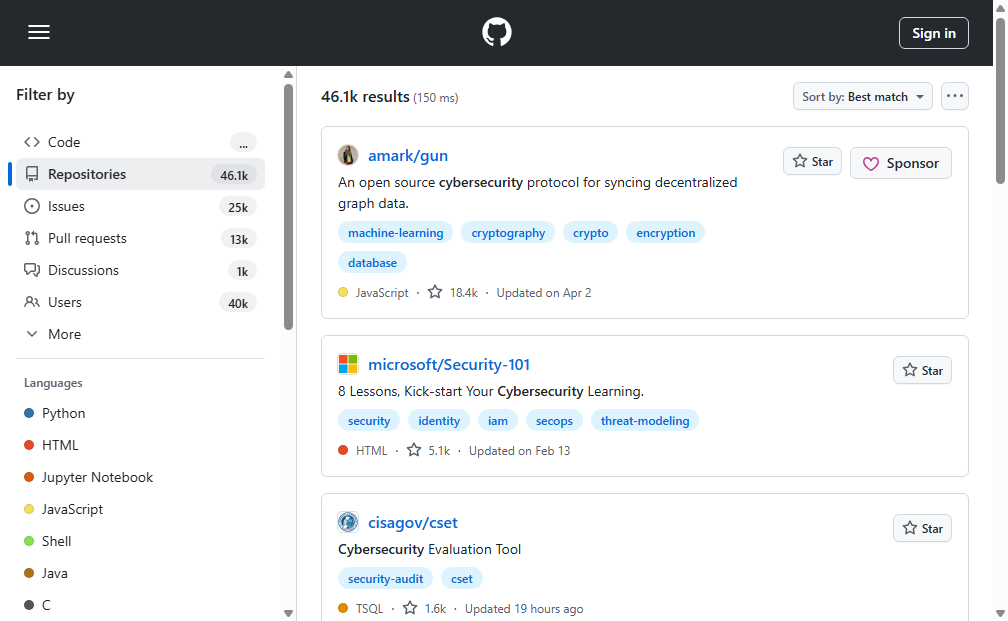 Sign in
Filter by
Code ...
Repositories 46.1k
Issues 25k
Pull requests 13k
Discussions 1k
Users 40k
More
Languages
Python
HTML
Jupyter Notebook
JavaScript
Shell
Java
C
46.1k results (150 ms)
Sort by: Best match
amark/gun
Star
Sponsor
An open source cybersecurity protocol for syncing decentralized
graph data.
machine-learning cryptography crypto encryption
database
JavaScript · 18.4k · Updated on Apr 2
microsoft/Security-101
Star
8 Lessons, Kick-start Your Cybersecurity Learning.
security identity iam secops threat-modeling
HTML · 5.1k · Updated on Feb 13
cisagov/cset
Star
Cybersecurity Evaluation Tool
security-audit cset
TSQL · 1.6k · Updated 19 hours ago